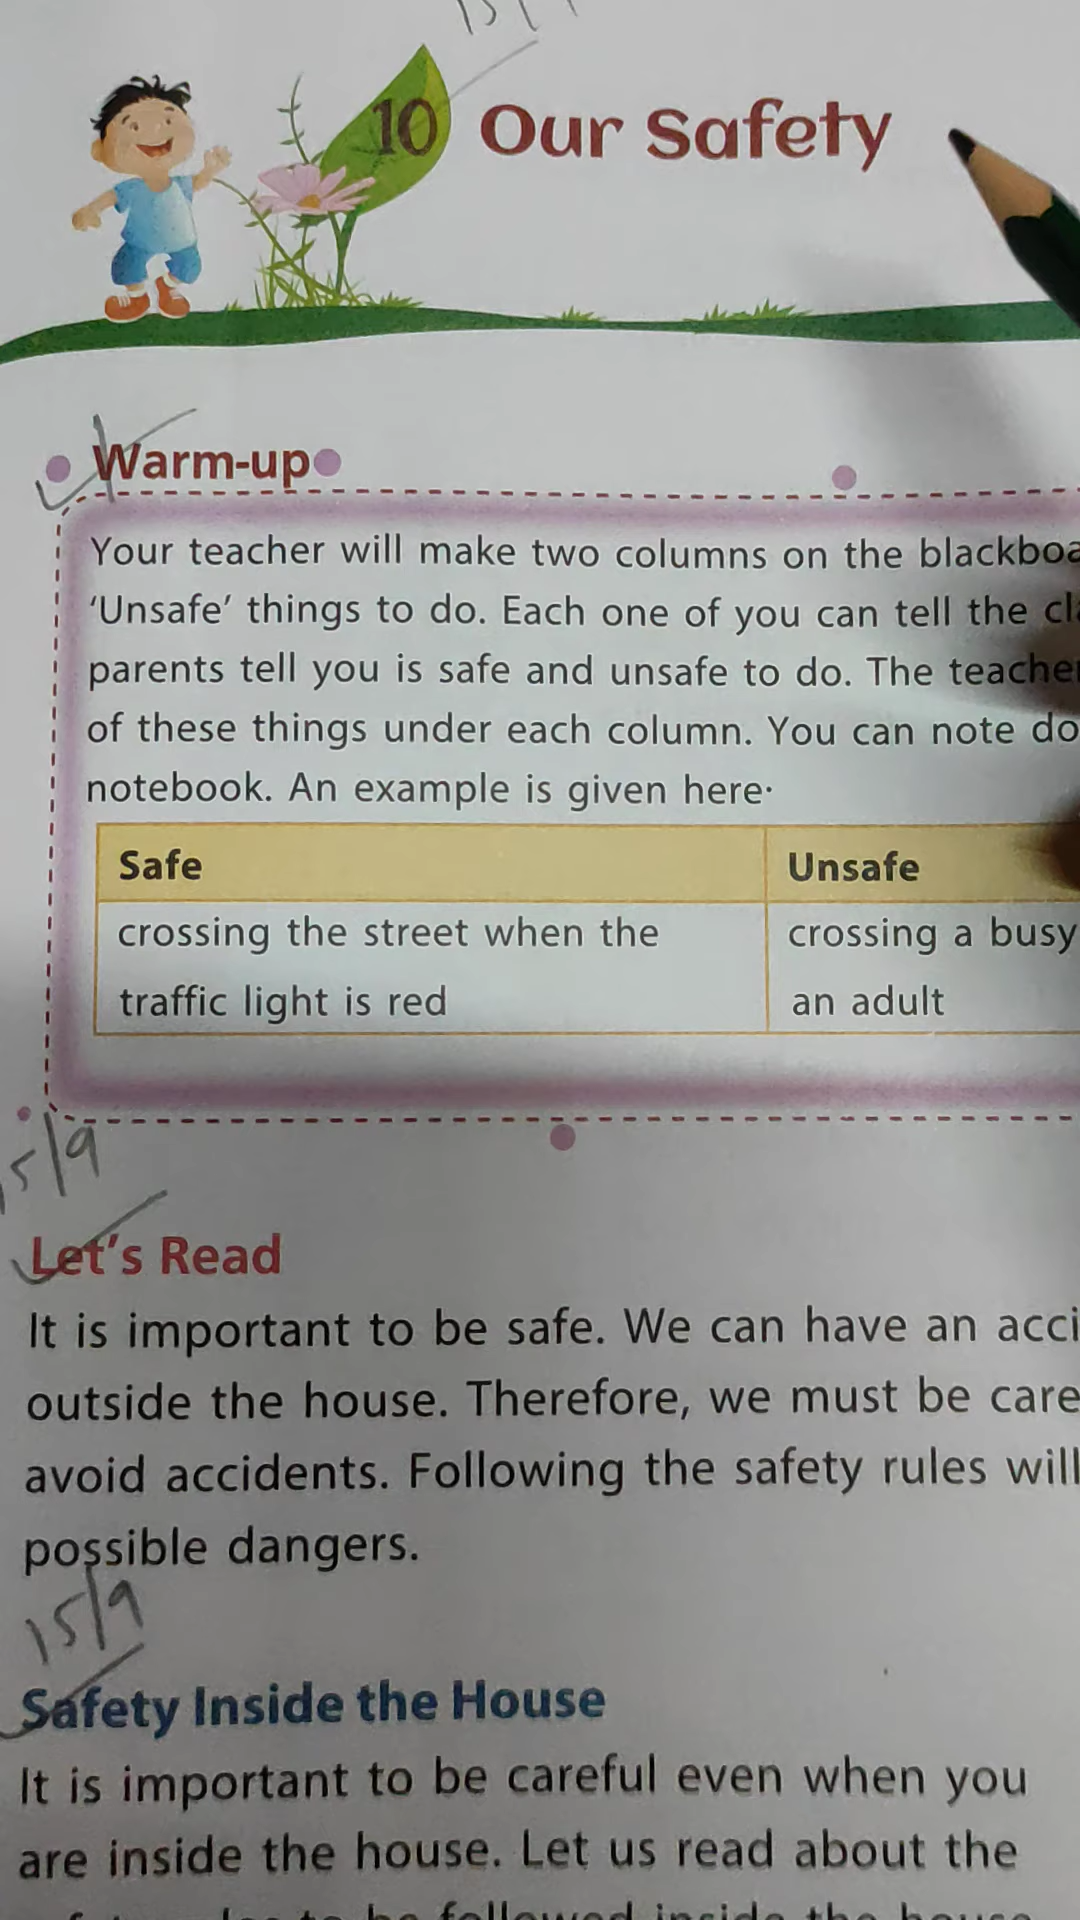 10 Our Safety
Warm-up
Your teacher will make two columns on the
'Unsafe' things to do. Each one of you can tell the
parents tell you is safe and unsafe to do. The
of these things under each column. You can note
notebook. An example is given here.
Safe
Unsafe
crossing the street when the
crossing a busy
traffic light is red
an adult
15/9
Let's Read
It is important to be safe. We can have an
outside the house. Therefore, we must be
avoid accidents. Following the safety rules will
possible dangers.
15/9
Safety Inside the House
It is important to be careful even when you
are inside the house. Let us read about the
to be followed inside the house